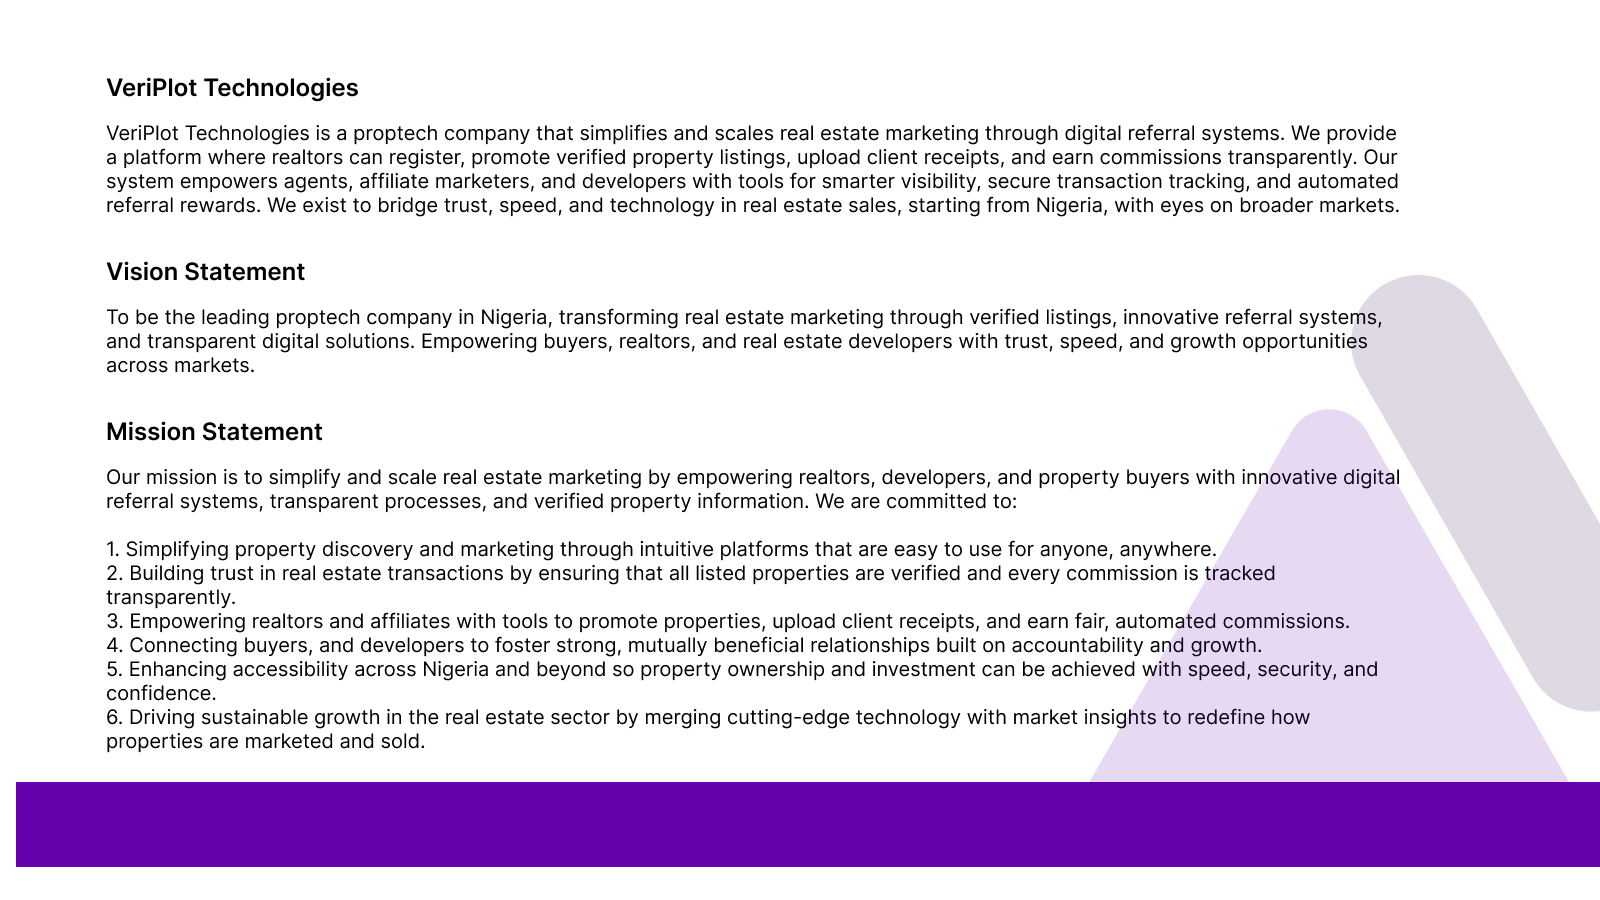 VeriPlot Technologies
VeriPlot Technologies is a proptech company that simplifies and scales real estate marketing through digital referral systems. We provide
a platform where realtors can register, promote verified property listings, upload client receipts, and earn commissions transparently. Our
system empowers agents, affiliate marketers, and developers with tools for smarter visibility, secure transaction tracking, and automated
referral rewards. We exist to bridge trust, speed, and technology in real estate sales, starting from Nigeria, with eyes on broader markets.
Vision Statement
To be the leading proptech company in Nigeria, transforming real estate marketing through verified listings, innovative referral systems,
and transparent digital solutions. Empowering buyers, realtors, and real estate developers with trust, speed, and growth opportunities
across markets.
Mission Statement
Our mission is to simplify and scale real estate marketing by empowering realtors, developers, and property buyers with innovative digital
referral systems, transparent processes, and verified property information. We are committed to:
1. Simplifying property discovery and marketing through intuitive platforms that are easy to use for anyone, anywhere.
2. Building trust in real estate transactions by ensuring that all listed properties are verified and every commission is tracked
transparently.
3. Empowering realtors and affiliates with tools to promote properties, upload client receipts, and earn fair, automated commissions.
4. Connecting buyers, and developers to foster strong, mutually beneficial relationships built on accountability and growth.
5. Enhancing accessibility across Nigeria and beyond so property ownership and investment can be achieved with speed, security, and
confidence.
6. Driving sustainable growth in the real estate sector by merging cutting-edge technology with market insights to redefine how
properties are marketed and sold.